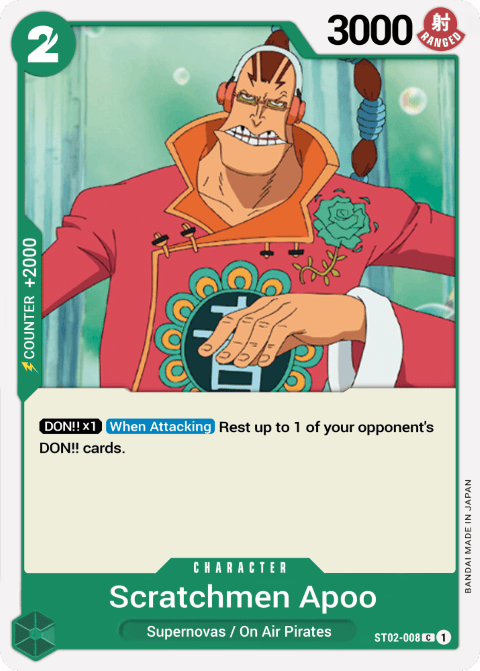 2
3000
射
RANGED
COUNTER +2000
DON!! x1 When Attacking Rest up to 1 of your opponent's
DON!! cards.
BANDAI MADE IN JAPAN
CHARACTER
Scratchmen Apoo
Supernovas / On Air Pirates
ST02-008 C 1